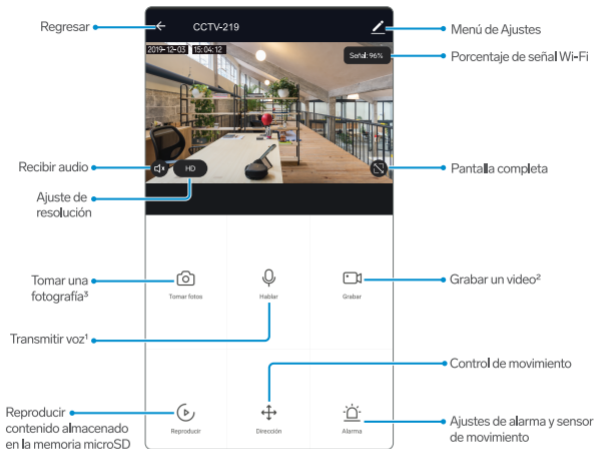 Regresar
CCTV-219
Menú de Ajustes
2019-12-03 15:04:12
Señal:96%
Porcentaje de señal Wi-Fi
Recibir audio
HD
Pantalla completa
Ajuste de
resolución
Tomar una
fotografía³
Tomar fotos
Hablar
Grabar
Grabar un video²
Transmitir voz¹
Control de movimiento
Reproducir
contenido almacenado
en la memoria microSD
Reproducir
Dirección
Alarma
Ajustes de alarma y sensor
de movimiento